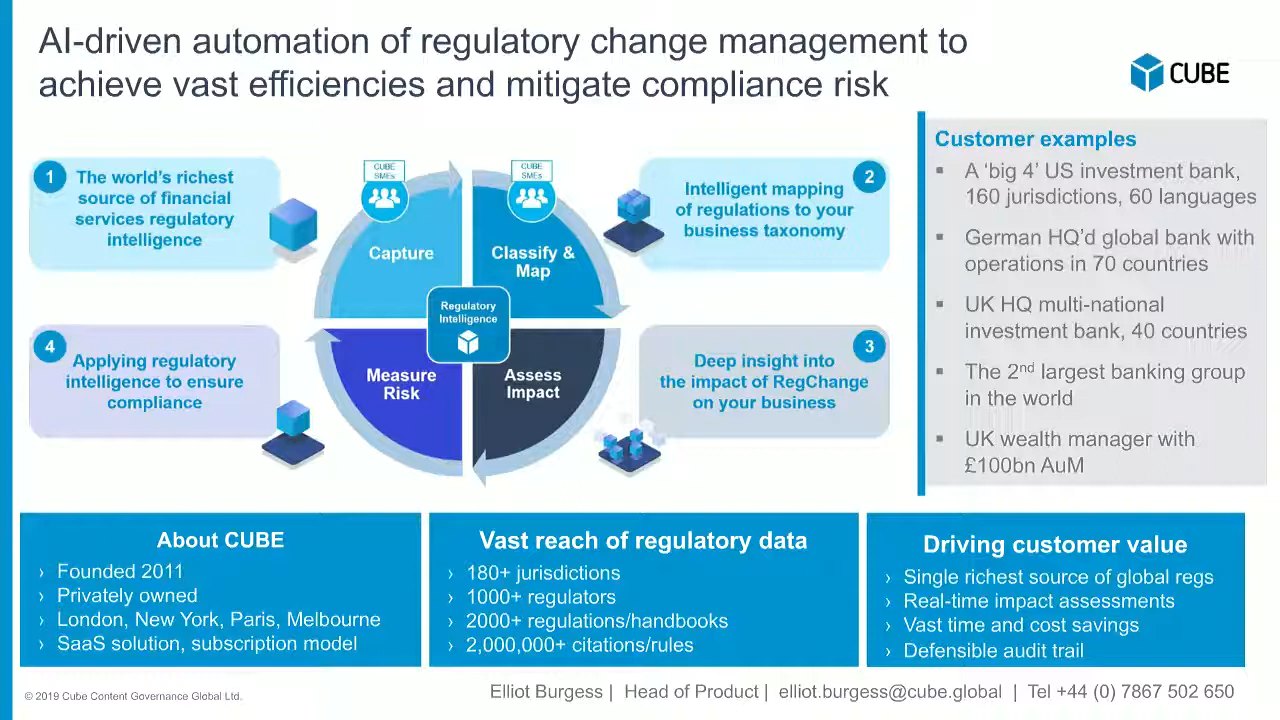 AI-driven automation of regulatory change management to
achieve vast efficiencies and mitigate compliance risk
CUBE
1
The world's richest
source of financial
services regulatory
intelligence
CUBE
SMEs
Capture
CUBE
SMEs
Classify &
Map
2
Intelligent mapping
of regulations to your
business taxonomy
Regulatory
Intelligence
4
Applying regulatory
intelligence to ensure
compliance
Measure
Risk
Assess
Impact
3
Deep insight into
the impact of RegChange
on your business
Customer examples
▪ A ‘big 4’ US investment bank,
160 jurisdictions, 60 languages
▪ German HQ’d global bank with
operations in 70 countries
▪ UK HQ multi-national
investment bank, 40 countries
▪ The 2nd largest banking group
in the world
▪ UK wealth manager with
£100bn AuM
About CUBE
› Founded 2011
› Privately owned
› London, New York, Paris, Melbourne
› SaaS solution, subscription model
Vast reach of regulatory data
› 180+ jurisdictions
› 1000+ regulators
› 2000+ regulations/handbooks
› 2,000,000+ citations/rules
Driving customer value
› Single richest source of global regs
› Real-time impact assessments
› Vast time and cost savings
› Defensible audit trail
© 2019 Cube Content Governance Global Ltd.
Elliot Burgess | Head of Product | elliot.burgess@cube.global | Tel +44 (0) 7867 502 650